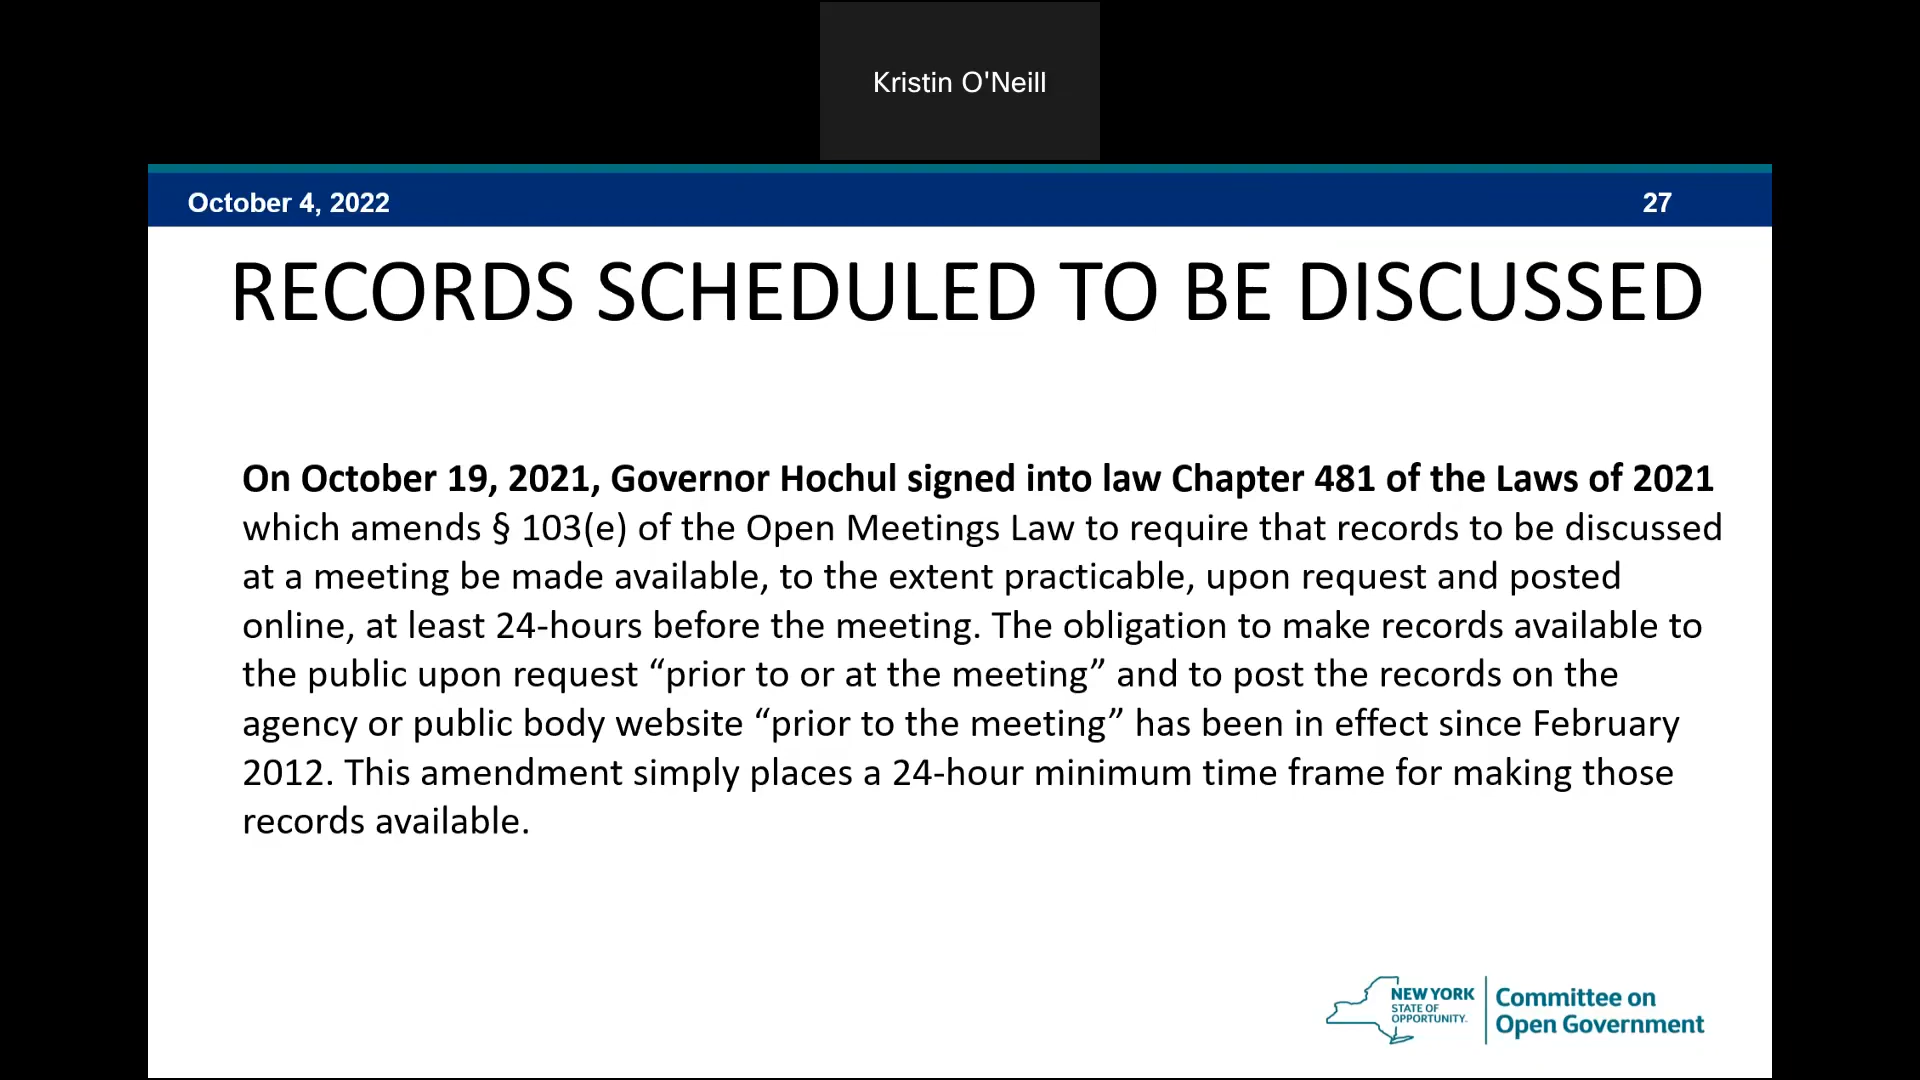 Kristin O'Neill
October 4, 2022
27
RECORDS SCHEDULED TO BE DISCUSSED
On October 19, 2021, Governor Hochul signed into law Chapter 481 of the Laws of 2021
which amends § 103(e) of the Open Meetings Law to require that records to be discussed
at a meeting be made available, to the extent practicable, upon request and posted
online, at least 24-hours before the meeting. The obligation to make records available to
the public upon request “prior to or at the meeting” and to post the records on the
agency or public body website “prior to the meeting” has been in effect since February
2012. This amendment simply places a 24-hour minimum time frame for making those
records available.
NEW YORK
STATE OF
OPPORTUNITY.
Committee on
Open Government